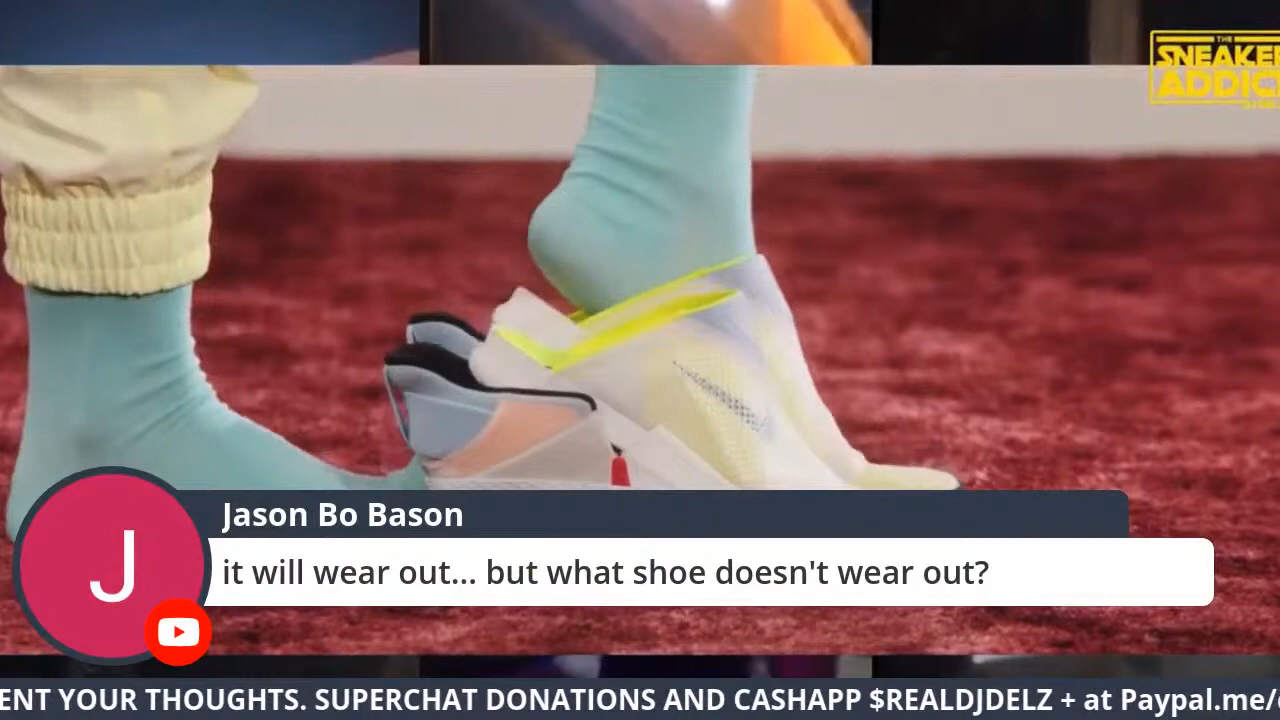 THE
SNEAKER
ADDIC
Jason Bo Bason
J
it will wear out... but what shoe doesn't wear out?
ENT YOUR THOUGHTS. SUPERCHAT DONATIONS AND CASHAPP $REALDJDELZ + at Paypal.me/